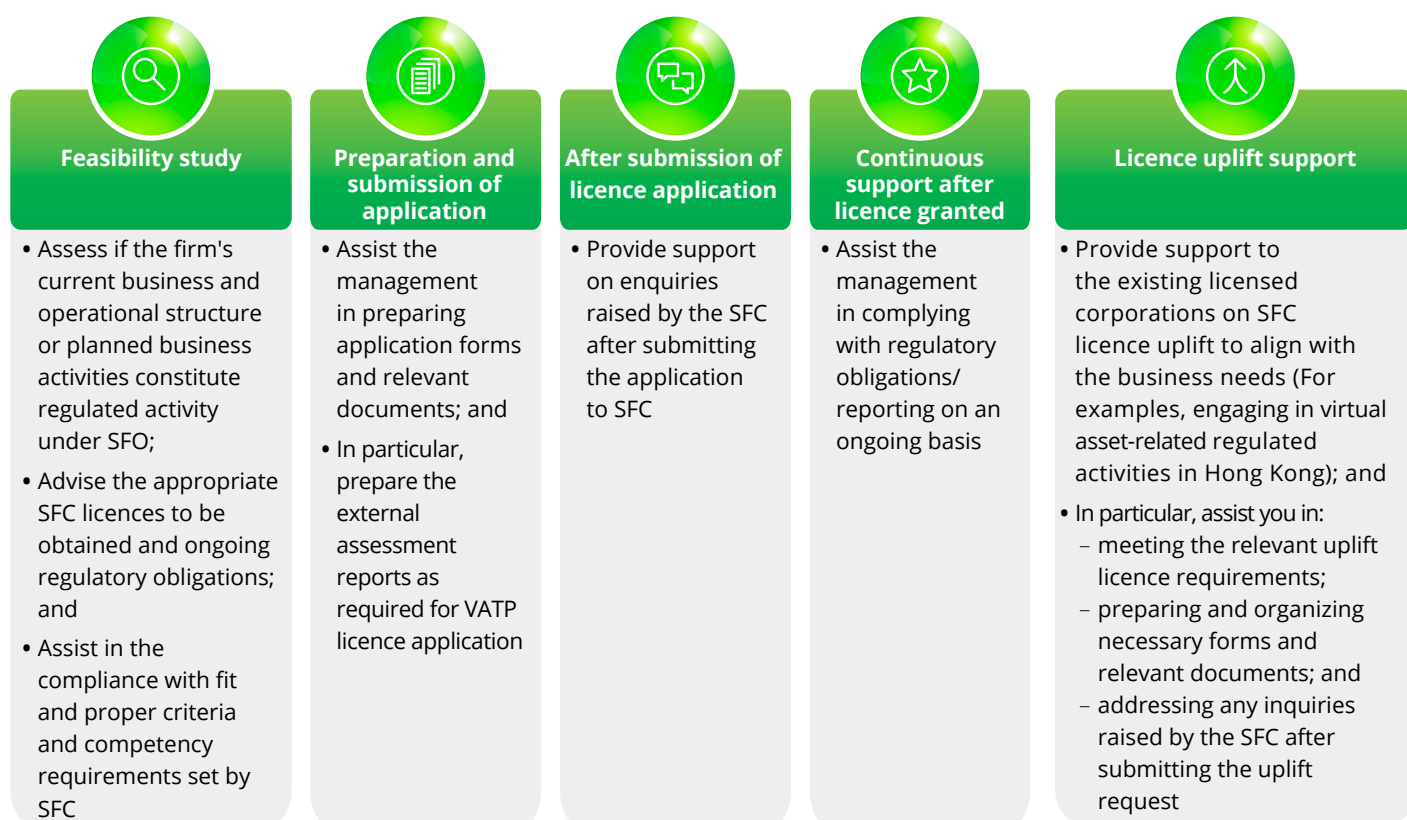 Feasibility study
• Assess if the firm's
current business and
operational structure
or planned business
activities constitute
regulated activity
under SFO;
• Advise the appropriate
SFC licences to be
obtained and ongoing
regulatory obligations;
and
• Assist in the
compliance with fit
and proper criteria
and competency
requirements set by
SFC
Preparation and
submission of
application
• Assist the
management
in preparing
application forms
and relevant
documents; and
• In particular,
prepare the
external
assessment
reports as
required for VATP
licence application
After submission of
licence application
• Provide support
on enquiries
raised by the SFC
after submitting
the application
to SFC
Continuous
support after
licence granted
• Assist the
management
in complying
with regulatory
obligations/
reporting on an
ongoing basis
Licence uplift support
• Provide support to
the existing licensed
corporations on SFC
licence uplift to align with
the business needs (For
examples, engaging in virtual
asset-related regulated
activities in Hong Kong); and
• In particular, assist you in:
– meeting the relevant uplift
licence requirements;
– preparing and organizing
necessary forms and
relevant documents; and
– addressing any inquiries
raised by the SFC after
submitting the uplift
request